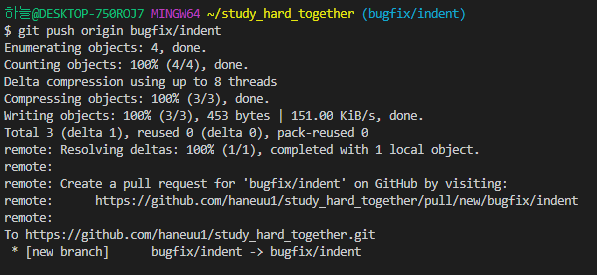 하늘@DESKTOP-750ROJ7 MINGW64 ~/study_hard_together (bugfix/indent)
$ git push origin bugfix/indent
Enumerating objects: 4, done.
Counting objects: 100% (4/4), done.
Delta compression using up to 8 threads
Compressing objects: 100% (3/3), done.
Writing objects: 100% (3/3), 453 bytes | 151.00 KiB/s, done.
Total 3 (delta 1), reused 0 (delta 0), pack-reused 0
remote: Resolving deltas: 100% (1/1), completed with 1 local object.
remote:
remote: Create a pull request for 'bugfix/indent' on GitHub by visiting:
remote:      https://github.com/haneuu1/study_hard_together/pull/new/bugfix/indent
remote:
To https://github.com/haneuu1/study_hard_together.git
 * [new branch]      bugfix/indent -> bugfix/indent